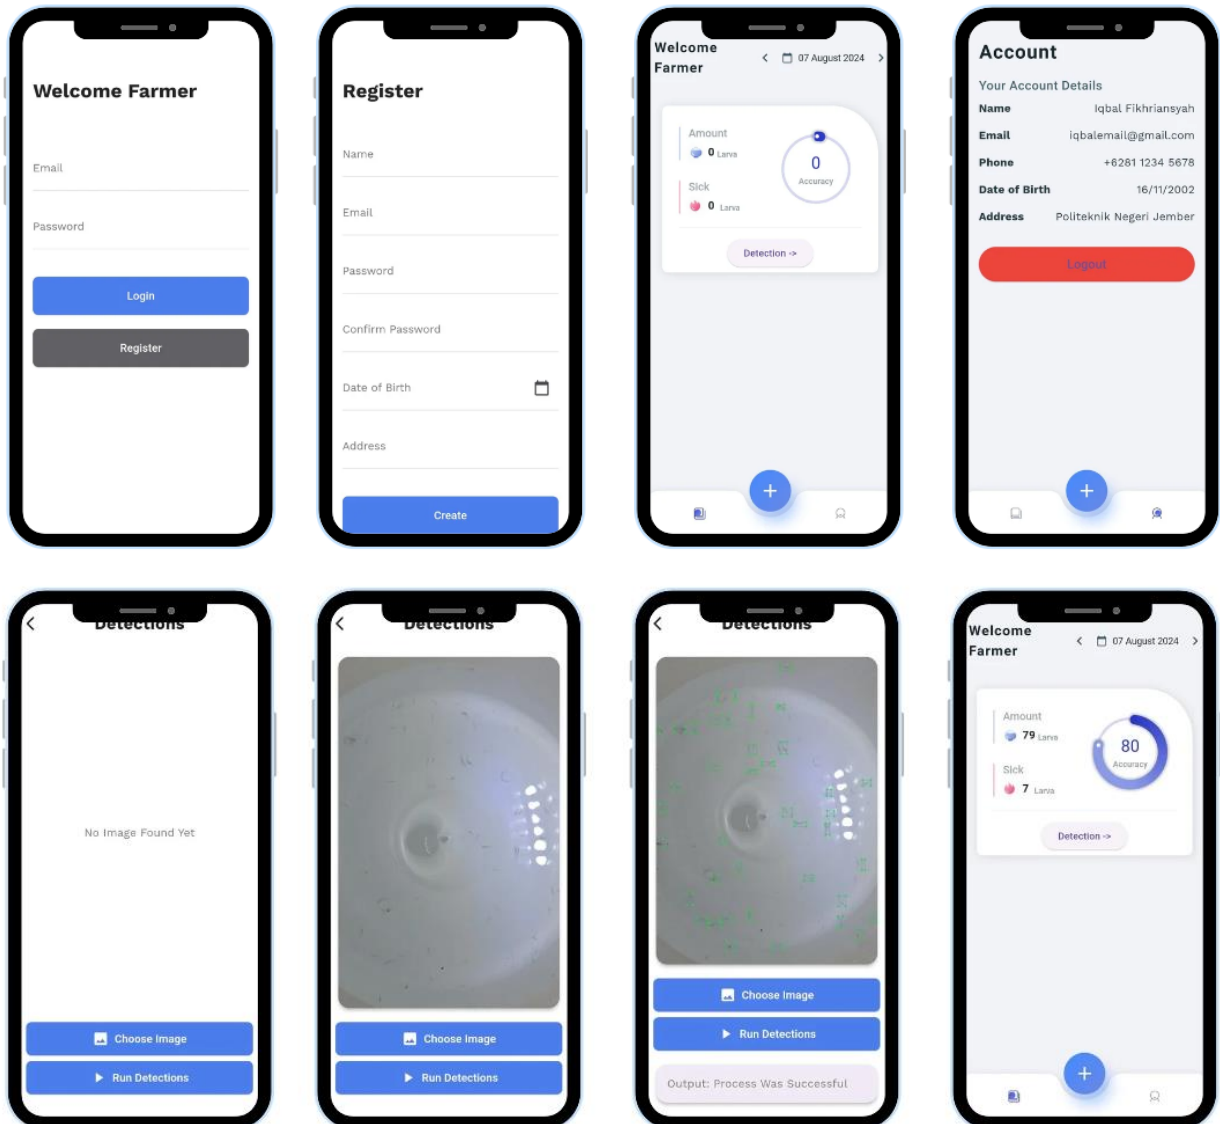 Welcome Farmer
Email
Password
Login
Register
Register
Name
Email
Password
Confirm Password
Date of Birth
Address
Create
Welcome
Farmer
07 August 2024
Amount
0 Larva
Sick
0 Larva
0
Accuracy
Detection ->
Account
Your Account Details
Name Iqbal Fikhriansyah
Email iqbalemail@gmail.com
Phone +6281 1234 5678
Date of Birth 16/11/2002
Address Politeknik Negeri Jember
Logout
Detections
No Image Found Yet
Choose Image
Run Detections
Detections
Choose Image
Run Detections
Detections
Choose Image
Run Detections
Output: Process Was Successful
Welcome
Farmer
07 August 2024
Amount
79 Larva
Sick
7 Larva
80
Accuracy
Detection ->